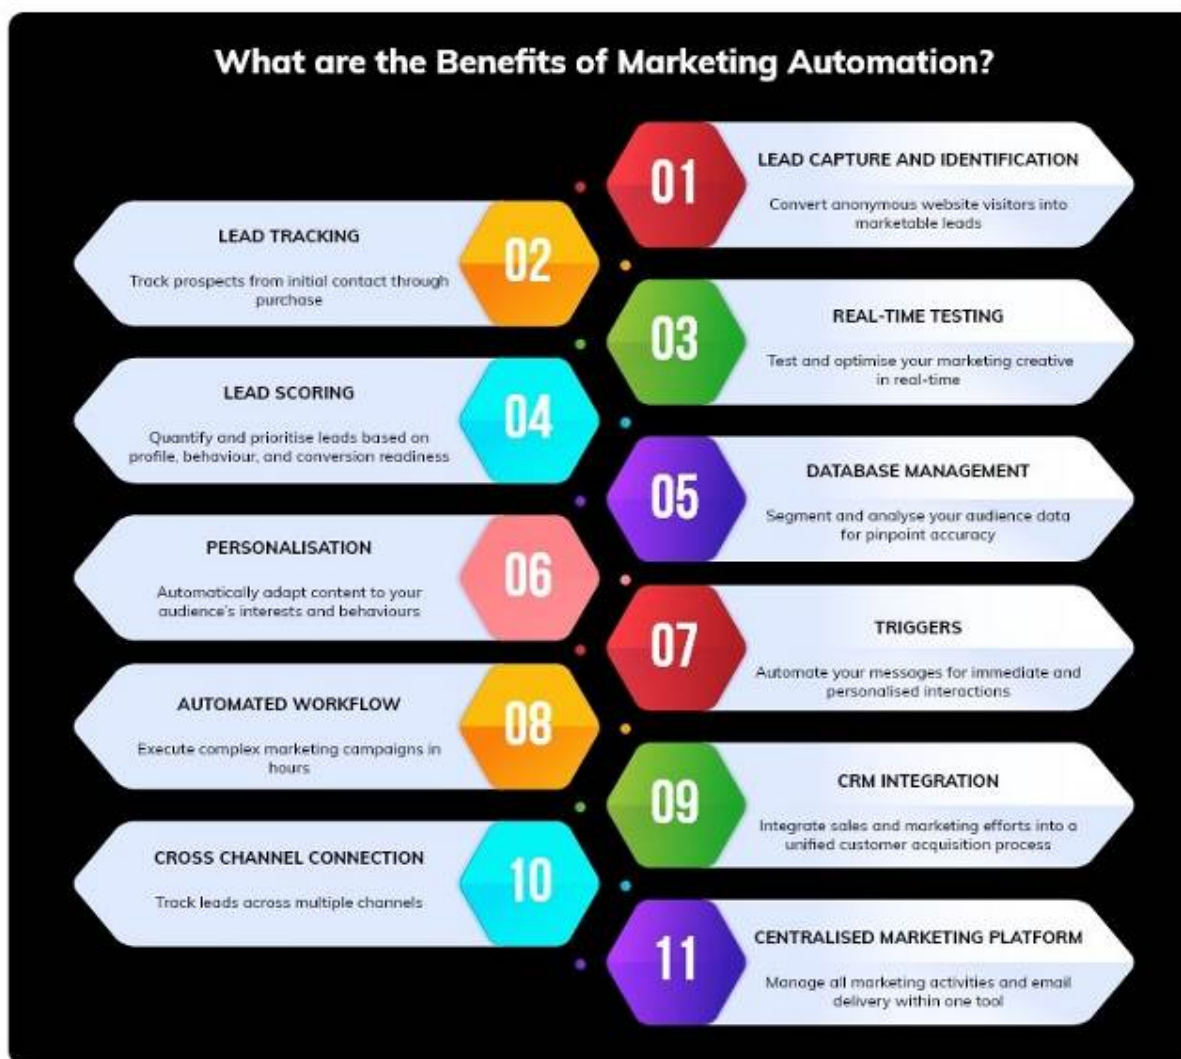 What are the Benefits of Marketing Automation?
01
LEAD CAPTURE AND IDENTIFICATION
Convert anonymous website visitors into
marketable leads
LEAD TRACKING
Track prospects from initial contact through
purchase
02
03
REAL-TIME TESTING
Test and optimise your marketing creative
in real-time
LEAD SCORING
Quantify and prioritise leads based on
profile, behaviour, and conversion readiness
04
05
DATABASE MANAGEMENT
Segment and analyse your audience data
for pinpoint accuracy
PERSONALISATION
Automatically adapt content to your
audience's interests and behaviours
06
07
TRIGGERS
Automate your messages for immediate and
personalised interactions
AUTOMATED WORKFLOW
Execute complex marketing campaigns in
hours
08
09
CRM INTEGRATION
Integrate sales and marketing efforts into a
unified customer acquisition process
CROSS CHANNEL CONNECTION
Track leads across multiple channels
10
11
CENTRALISED MARKETING PLATFORM
Manage all marketing activities and email
delivery within one tool